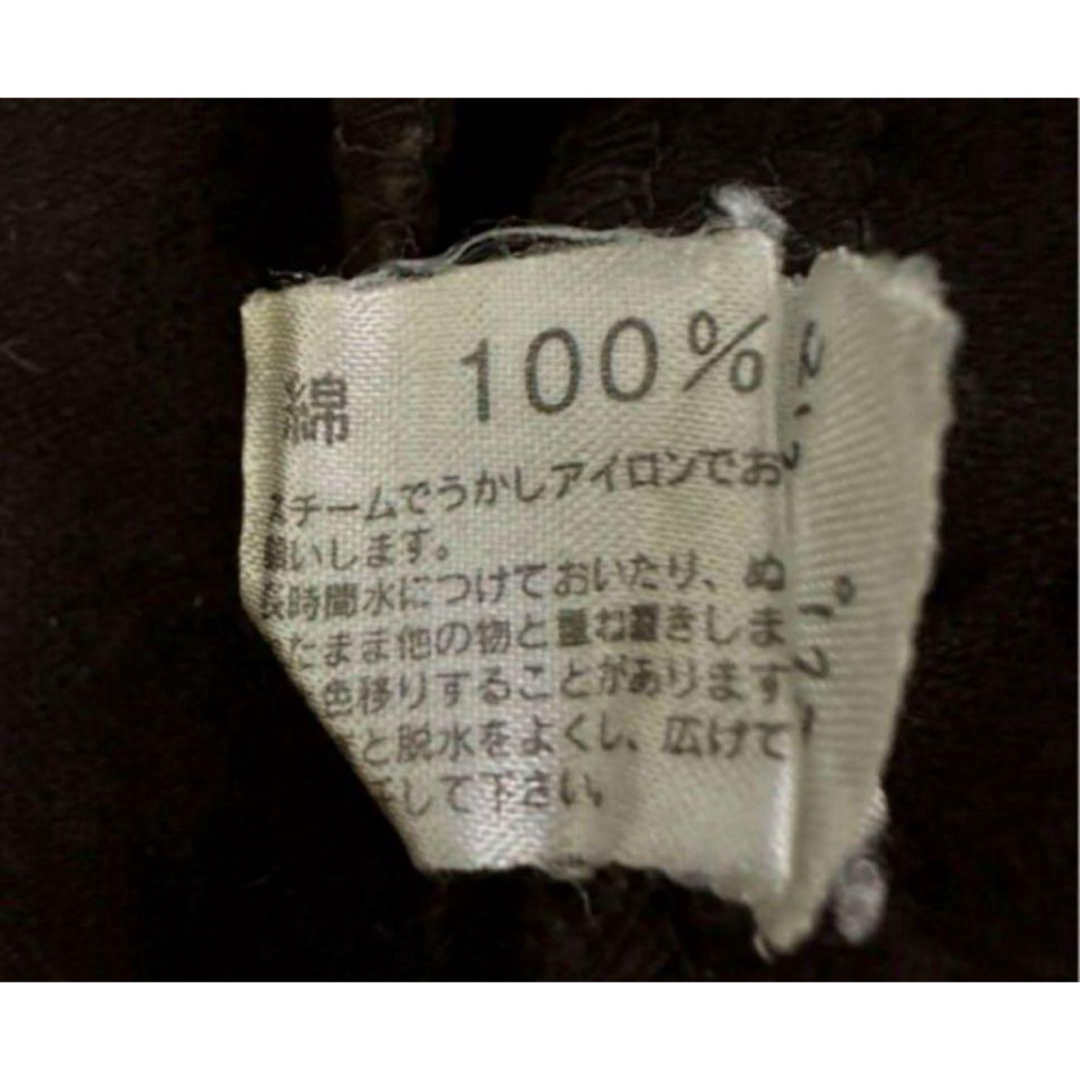 綿 100%
スチームでうかしアイロンでお
願いします。
長時間水につけておいたり、ぬ
たまま他の物と重ね置きしま
色移りすることがあります
と脱水をよくし、広げて
干して下さい。